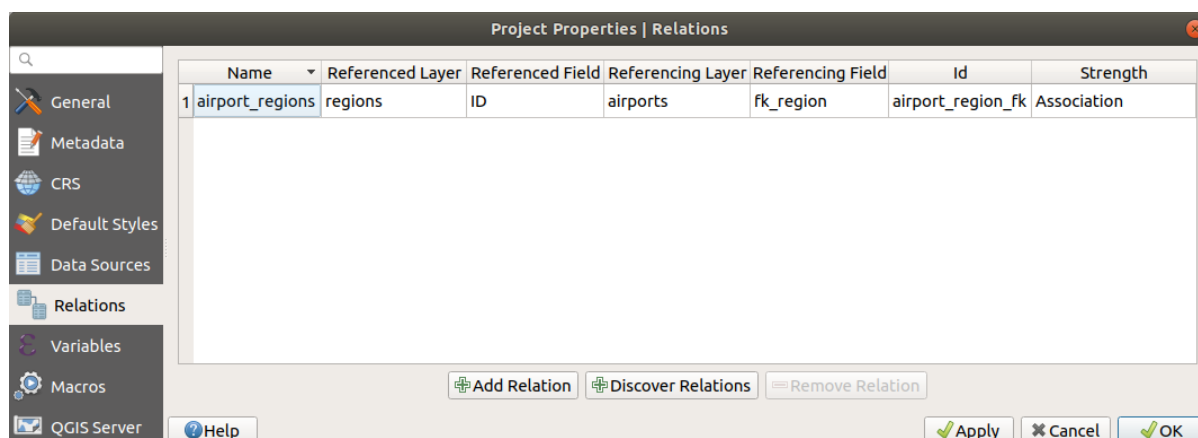 Project Properties | Relations
Name Referenced Layer Referenced Field Referencing Layer Referencing Field Id Strength
1 airport_regions regions ID airports fk_region airport_region_fk Association
General
Metadata
CRS
Default Styles
Data Sources
Relations
Variables
Macros
QGIS Server
Add Relation Discover Relations Remove Relation
Help Apply Cancel OK